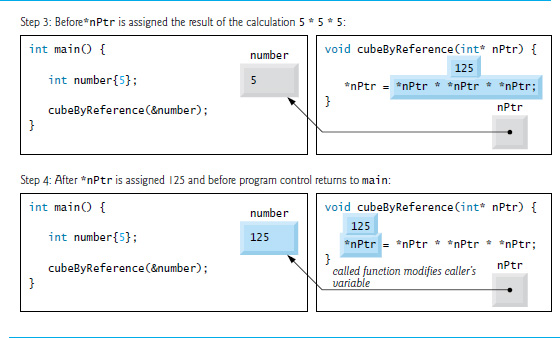 Step 3: Before*nPtr is assigned the result of the calculation 5 * 5 * 5:
int main() {
int number{5};
cubeByReference(&number);
}
number
5
void cubeByReference(int* nPtr) {
125
*nPtr = *nPtr * *nPtr * *nPtr;
}
nPtr
Step 4: After *nPtr is assigned 125 and before program control returns to main:
int main() {
int number{5};
cubeByReference(&number);
}
number
125
void cubeByReference(int* nPtr) {
125
*nPtr = *nPtr * *nPtr * *nPtr;
}
called function modifies caller's
variable
nPtr